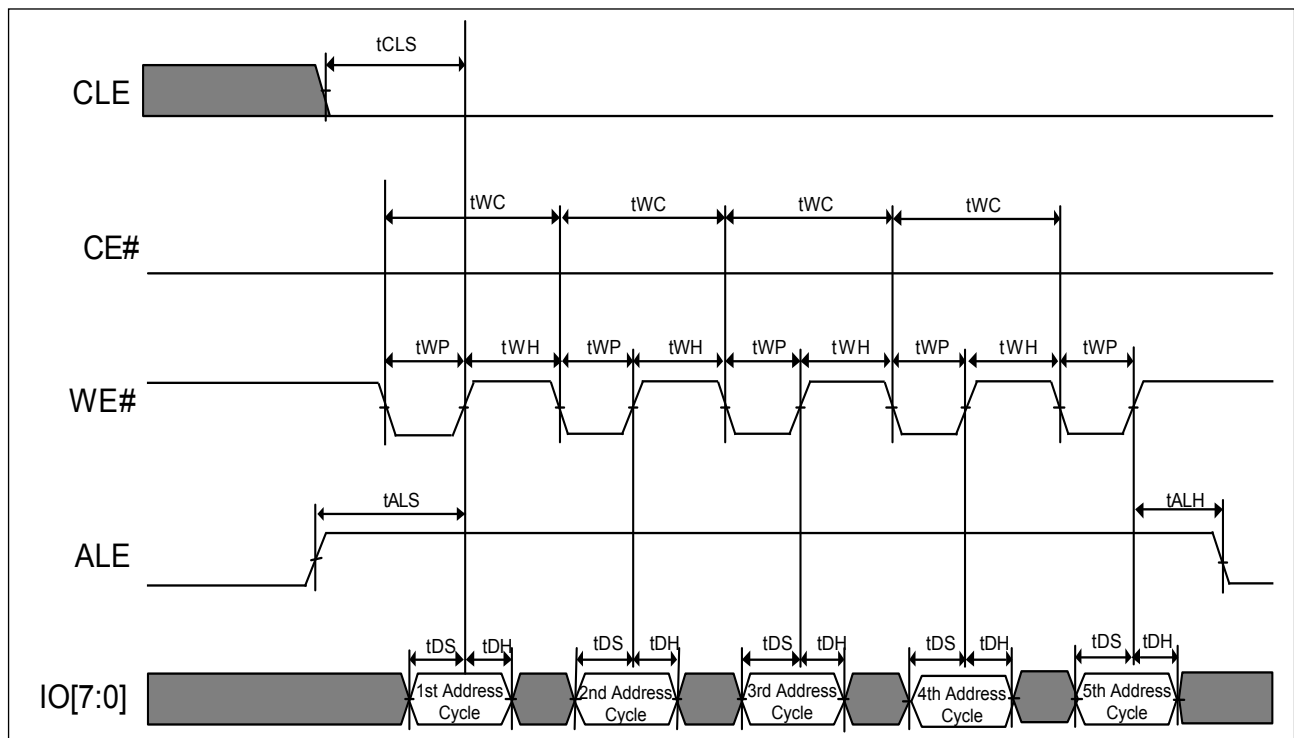 tCLS
CLE
tWC tWC tWC tWC
CE#
tWP tWH tWP tWH tWP tWH tWP tWH tWP
WE#
tALS tALH
ALE
tDS tDH tDS tDH tDS tDH tDS tDH tDS tDH
IO[7:0]
1st Address
Cycle
2nd Address
Cycle
3rd Address
Cycle
4th Address
Cycle
5th Address
Cycle